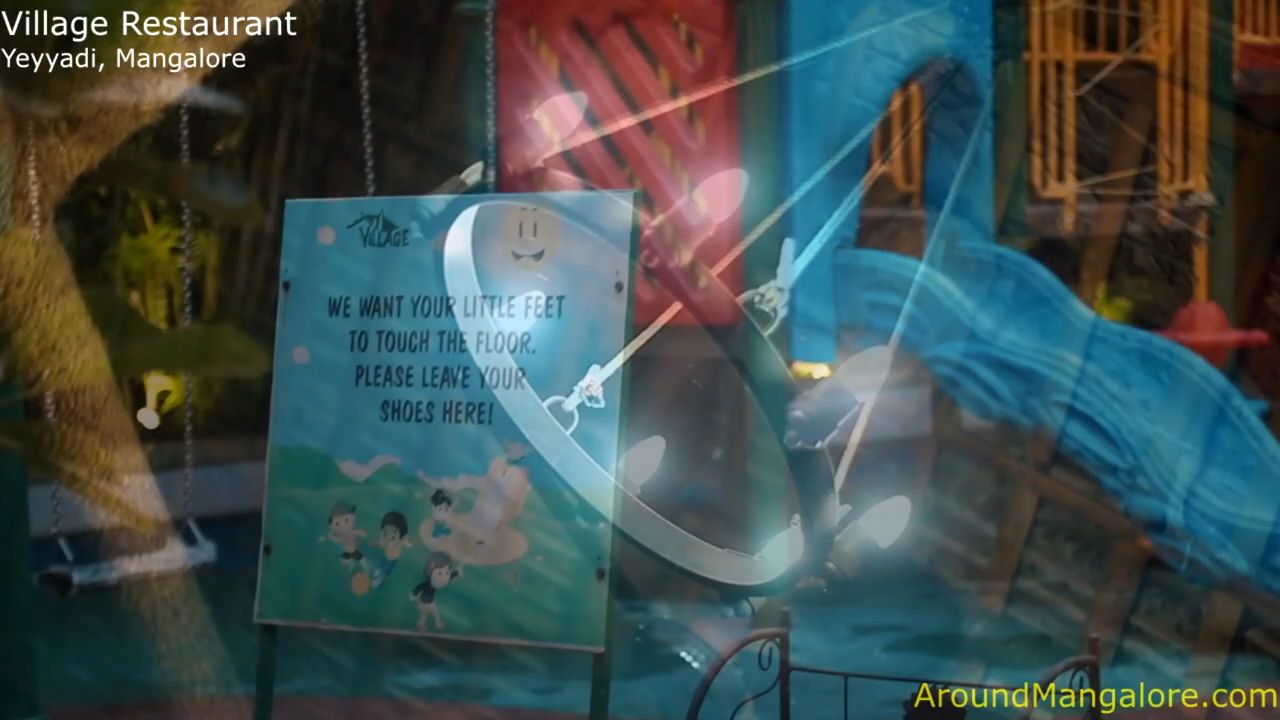 Village Restaurant
Yeyyadi, Mangalore
VILLAGE
WE WANT YOUR LITTLE FEET
TO TOUCH THE FLOOR.
PLEASE LEAVE YOUR
SHOES HERE!
AroundMangalore.com